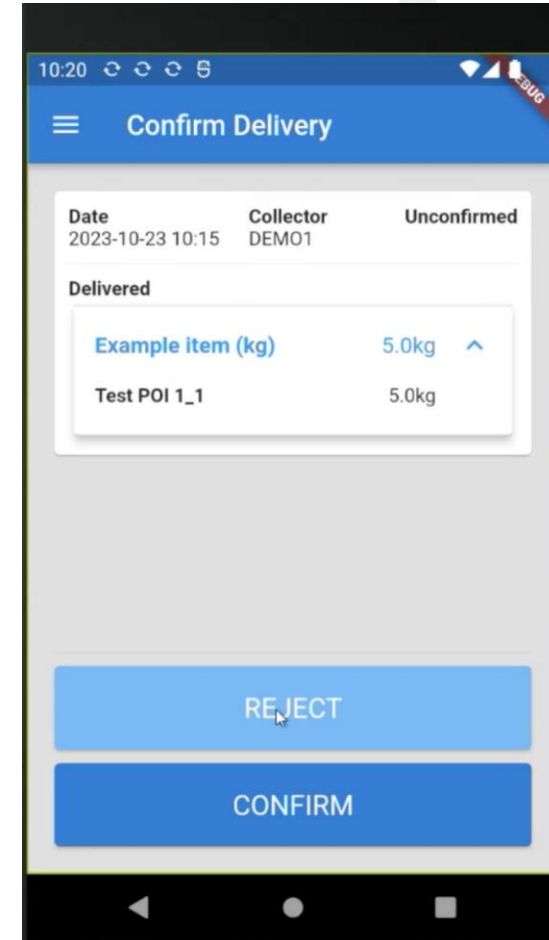 10:20
DEBUG
Confirm Delivery
Date Collector Unconfirmed
2023-10-23 10:15 DEMO1
Delivered
Example item (kg) 5.0kg
Test POI 1_1 5.0kg
REJECT
CONFIRM